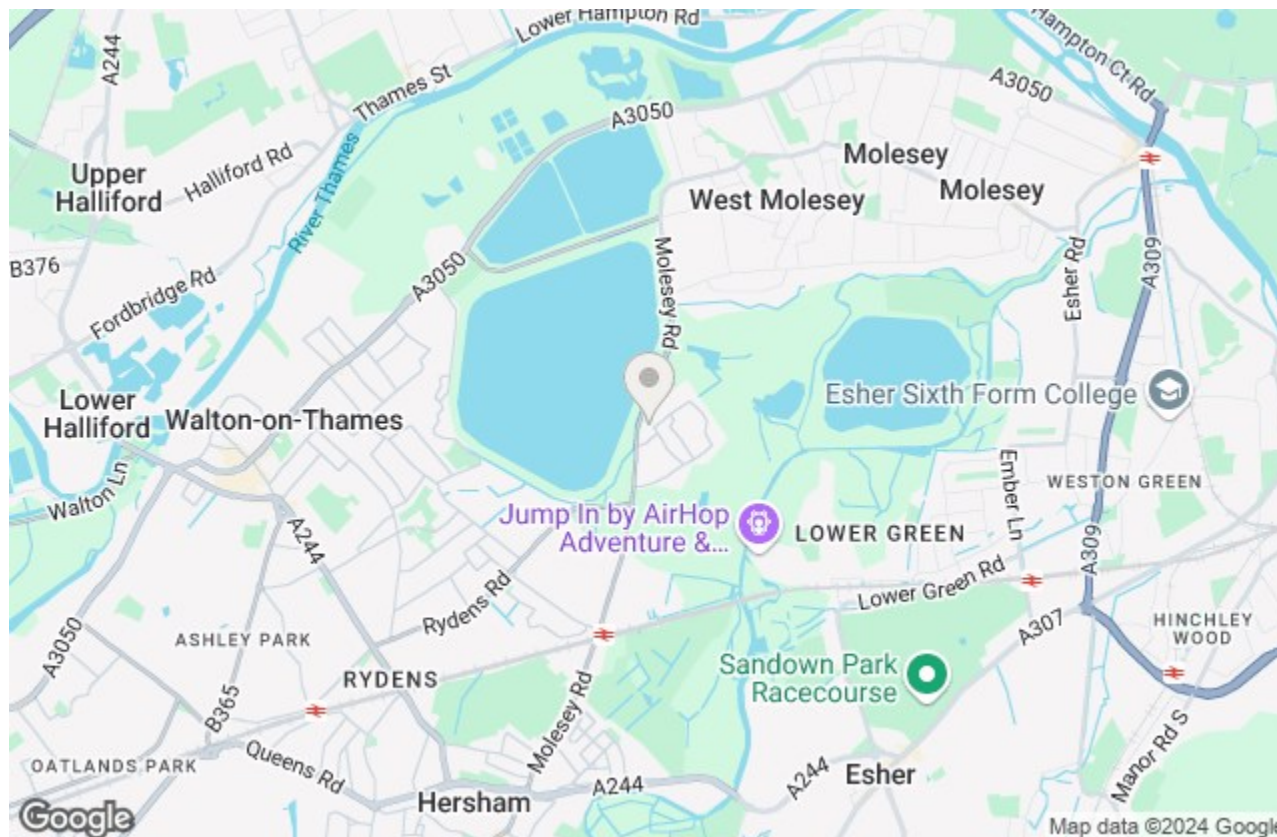 Lower Hampton Rd
Hampton Ct Rd
A244
Thames St
A3050
A3050
Halliford Rd
Upper
Halliford
River Thames
Molesey
Molesey
West Molesey
B376
A3050
Fordbridge Rd
Molesey Rd
Esher Rd
A309
Esher Sixth Form College
Lower
Halliford
Walton-on-Thames
Walton Ln
Ember Ln
WESTON GREEN
Jump In by AirHop
Adventure &…
LOWER GREEN
A244
A309
Rydens Rd
Lower Green Rd
A307
HINCHLEY
WOOD
A3050
ASHLEY PARK
RYDENS
Sandown Park
Racecourse
B365
Molesey Rd
Manor Rd S
OATLANDS PARK
Queens Rd
A244
A244
Esher
Hersham
Google
Map data ©2024 Google